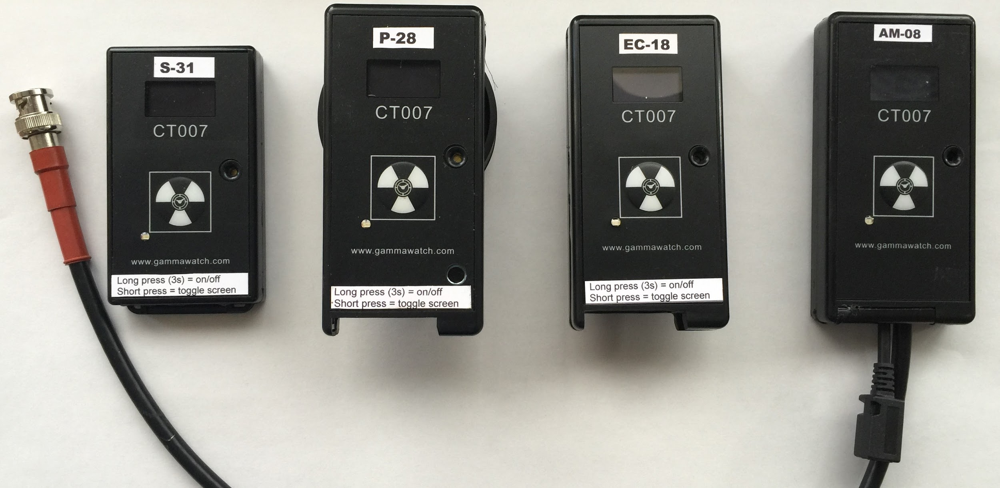 S-31
CT007
www.gammawatch.com
Long press (3s) = on/off
Short press = toggle screen
P-28
CT007
www.gammawatch.com
Long press (3s) = on/off
Short press = toggle screen
EC-18
CT007
www.gammawatch.com
Long press (3s) = on/off
Short press = toggle screen
AM-08
CT007
www.gammawatch.com